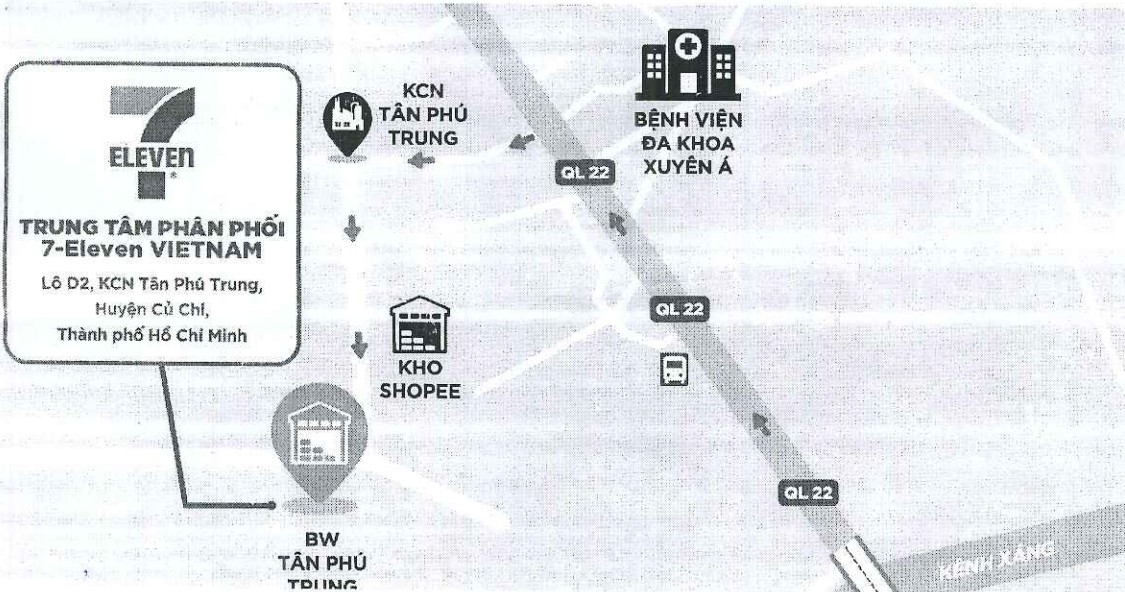 7
ELEVEN
®
TRUNG TÂM PHÂN PHỐI
7-Eleven VIETNAM
Lô D2, KCN Tân Phú Trung,
Huyện Củ Chi,
Thành phố Hồ Chí Minh
KCN
TÂN PHÚ
TRUNG
BỆNH VIỆN
ĐA KHOA
XUYÊN Á
QL 22
QL 22
KHO
SHOPEE
QL 22
BW
TÂN PHÚ
TRUNG
KÊNH XÁNG